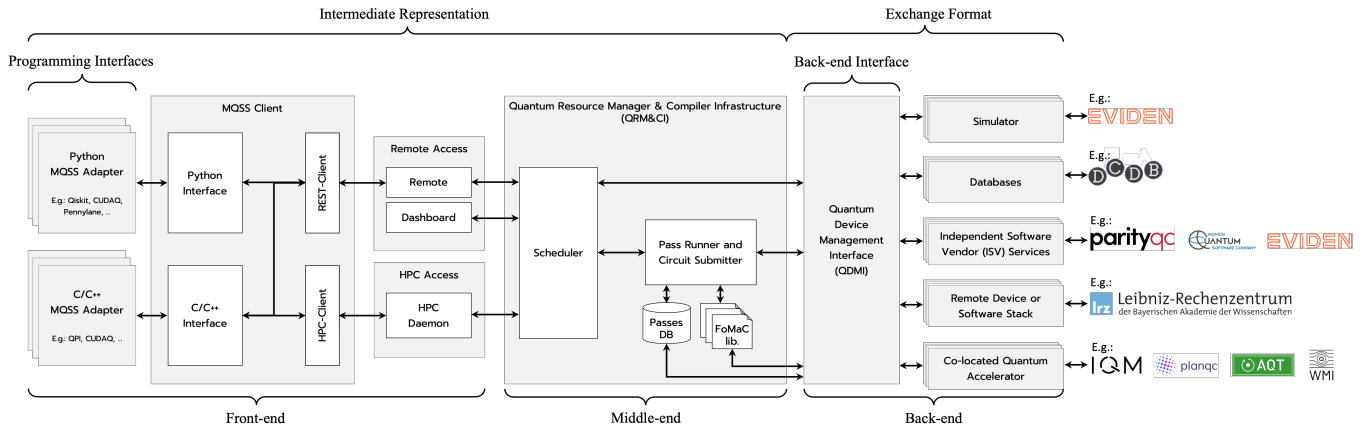 Intermediate Representation
Exchange Format
Programming Interfaces
Back-end Interface
Python
MQSS Adapter
E.g.: Qiskit, CUDAQ,
Pennylane, ...
C/C++
MQSS Adapter
E.g.: QPI, CUDAQ, ...
MQSS Client
Python
Interface
C/C++
Interface
REST-Client
HPC-Client
Remote Access
Remote
Dashboard
HPC Access
HPC
Daemon
Quantum Resource Manager & Compiler Infrastructure
(QRM&CI)
Scheduler
Pass Runner and
Circuit Submitter
Passes
DB
FoMaC
lib.
Quantum
Device
Management
Interface
(QDMI)
Simulator
E.g.:
EVIDEN
Databases
E.g.:
DCDB
Independent Software
Vendor (ISV) Services
E.g.:
parityqc
MUNICH
QUANTUM
SOFTWARE COMPANY
EVIDEN
Remote Device or
Software Stack
E.g.:
lrz
Leibniz-Rechenzentrum
der Bayerischen Akademie der Wissenschaften
Co-located Quantum
Accelerator
E.g.:
IQM
planqc
AQT
WMI
Front-end
Middle-end
Back-end